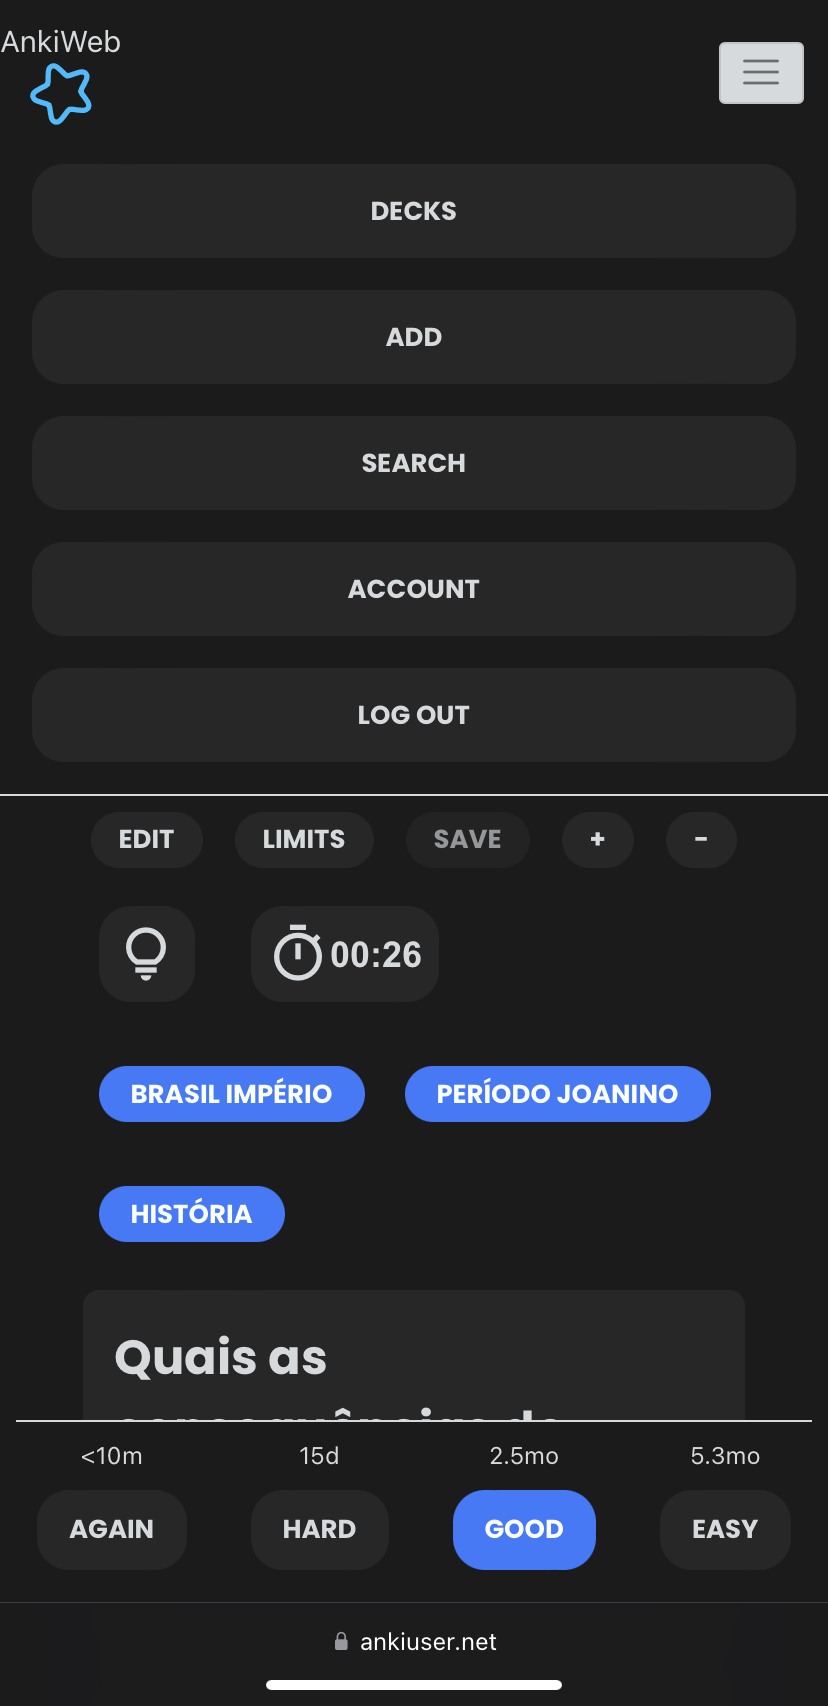 AnkiWeb
DECKS
ADD
SEARCH
ACCOUNT
LOG OUT
EDIT LIMITS SAVE + -
00:26
BRASIL IMPÉRIO PERÍODO JOANINO
HISTÓRIA
Quais as
<10m 15d 2.5mo 5.3mo
AGAIN HARD GOOD EASY
ankiuser.net